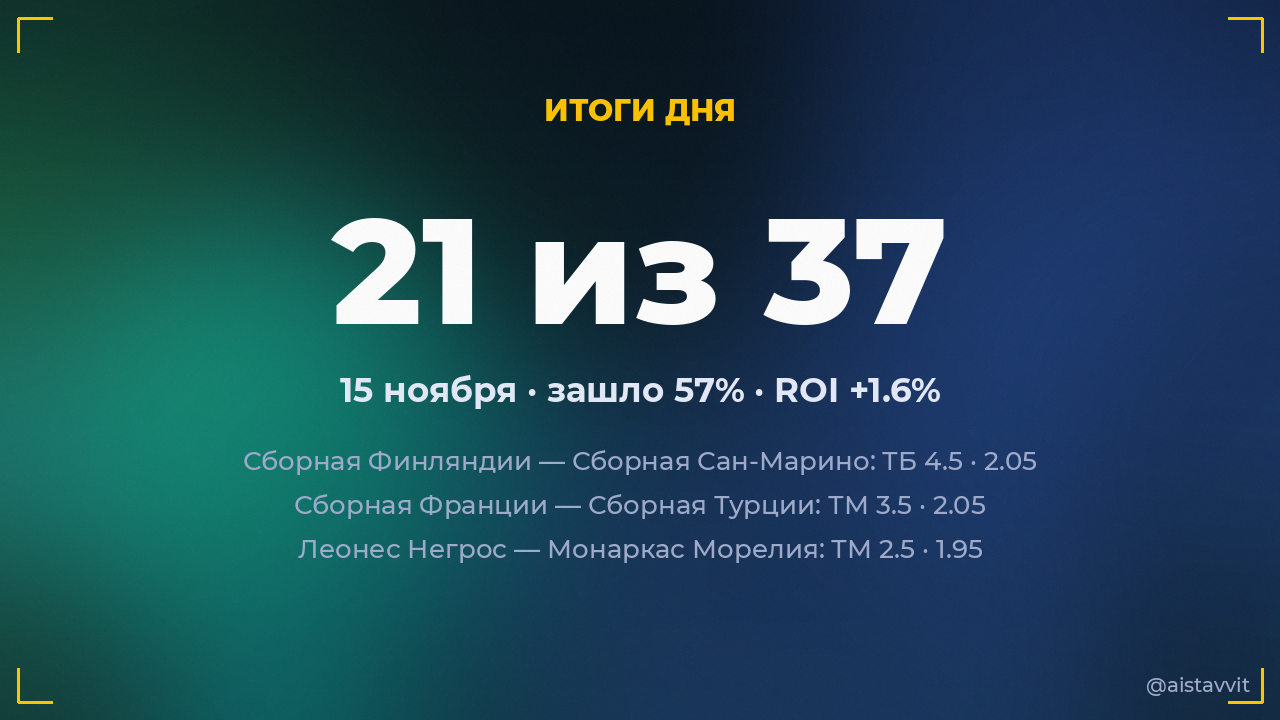 ИТОГИ ДНЯ
21 из 37
15 ноября · зашло 57% · ROI +1.6%
Сборная Финляндии — Сборная Сан-Марино: ТБ 4.5 · 2.05
Сборная Франции — Сборная Турции: ТМ 3.5 · 2.05
Леонес Негрос — Монаркас Морелия: ТМ 2.5 · 1.95
@aistavvit